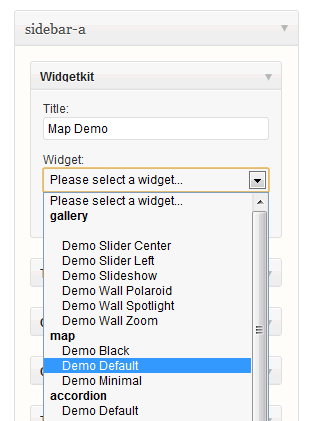 sidebar-a
Widgetkit
Title:
Map Demo
Widget:
Please select a widget...
Please select a widget...
gallery
Demo Slider Center
Demo Slider Left
Demo Slideshow
Demo Wall Polaroid
Demo Wall Spotlight
Demo Wall Zoom
map
Demo Black
Demo Default
Demo Minimal
accordion
Demo Default